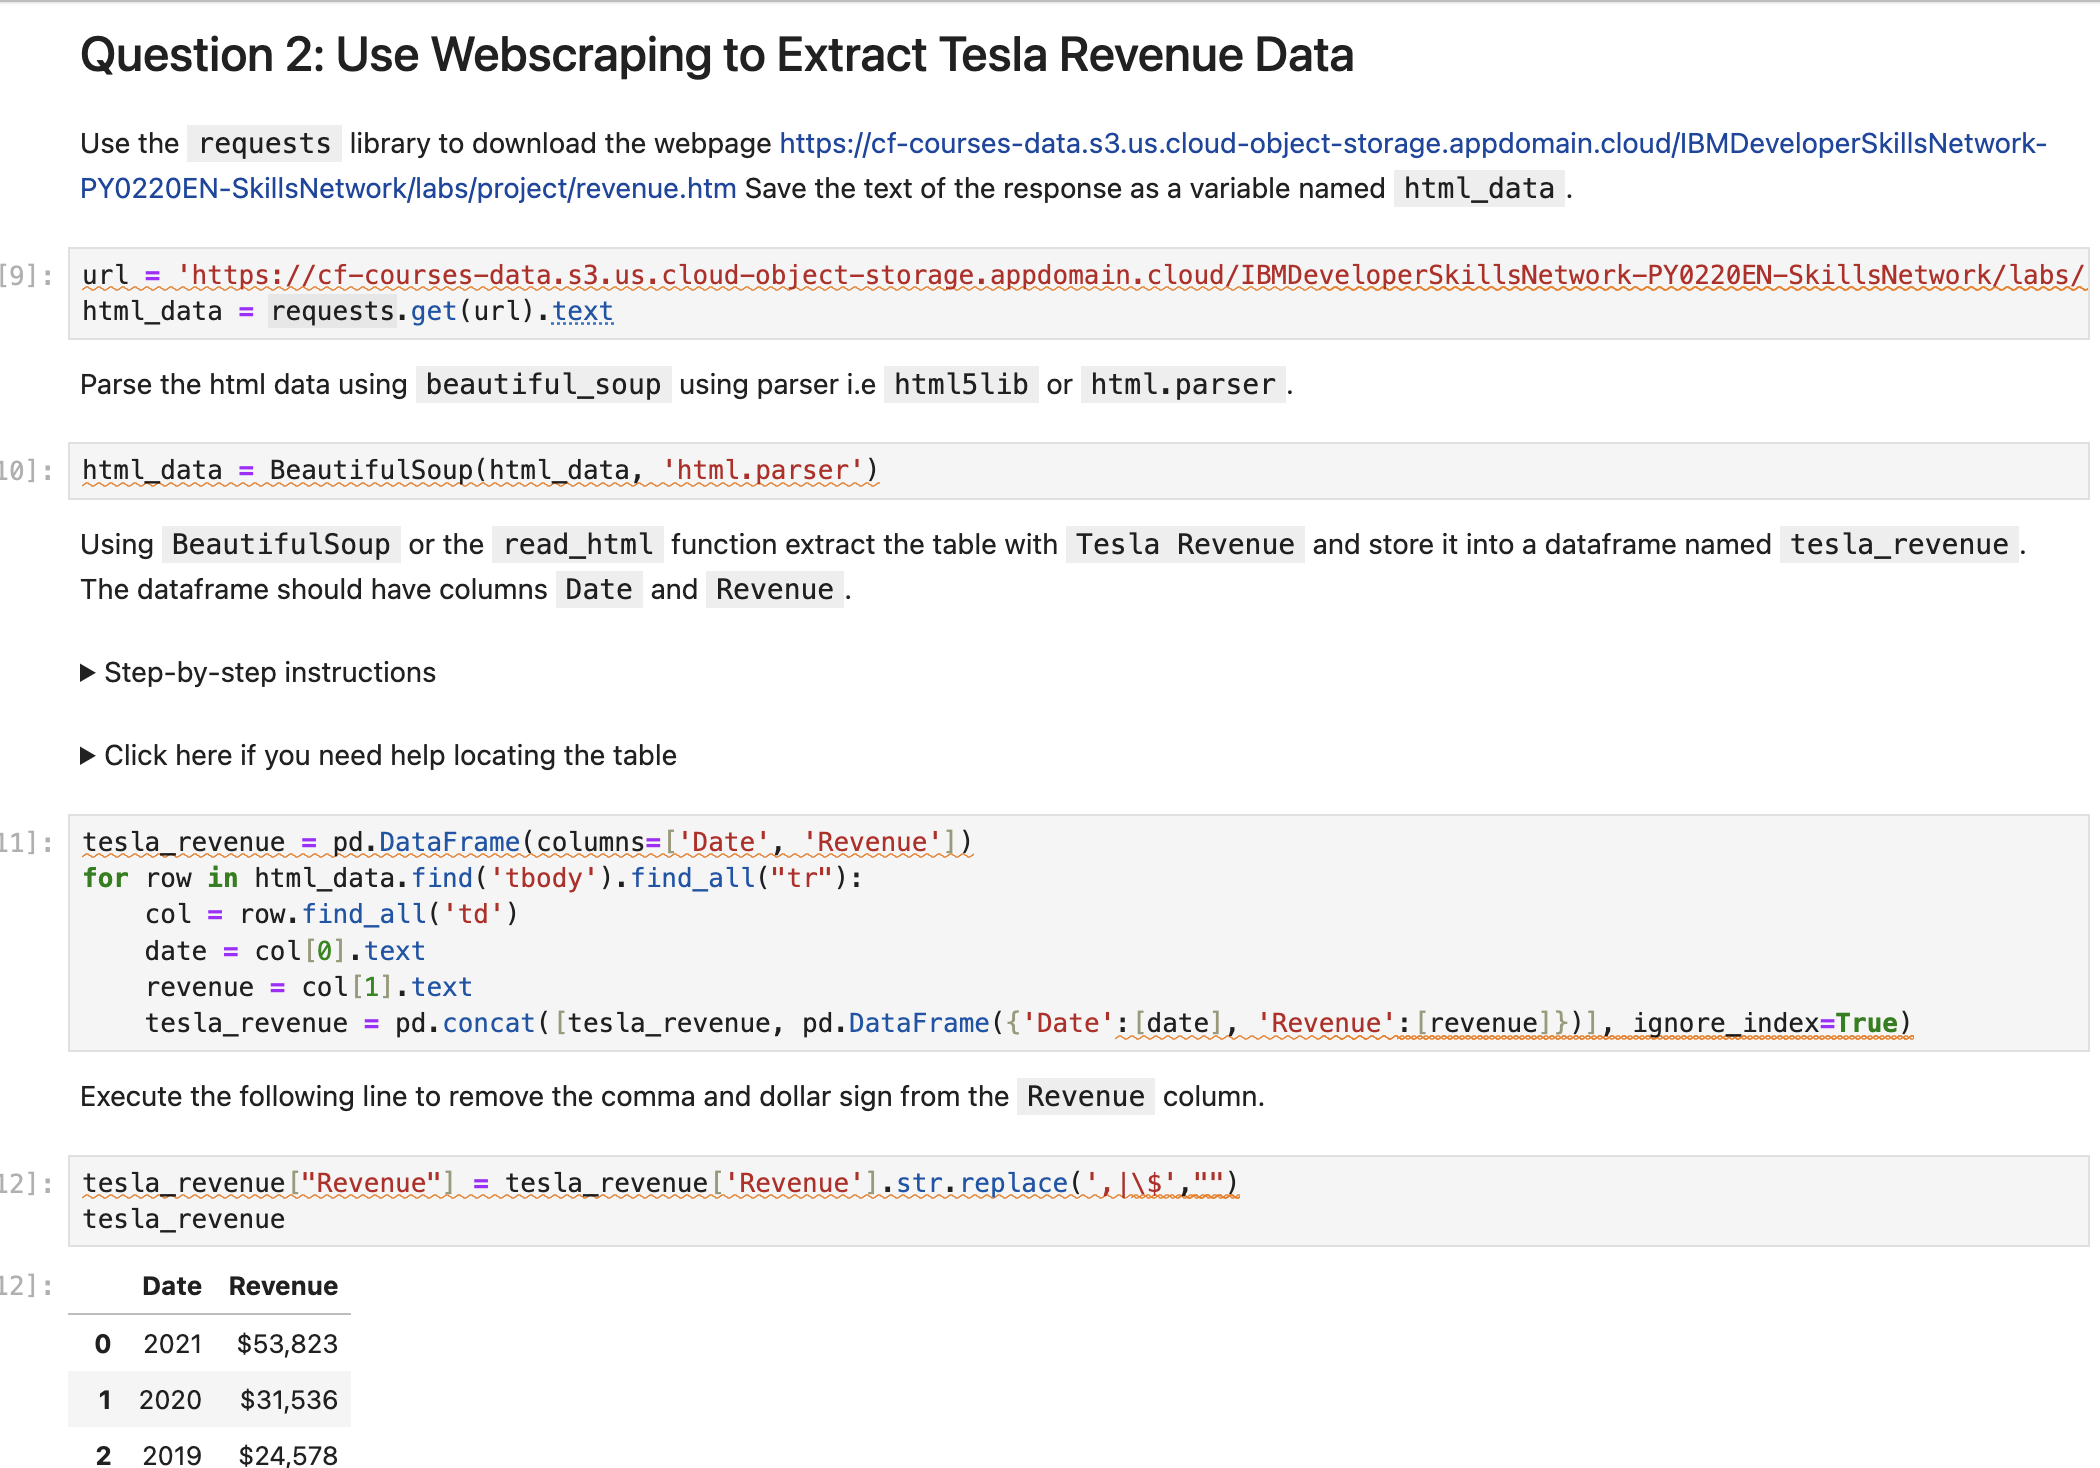 Question 2: Use Webscraping to Extract Tesla Revenue Data
Use the requests library to download the webpage https://cf-courses-data.s3.us.cloud-object-storage.appdomain.cloud/IBMDeveloperSkillsNetwork-
PY0220EN-SkillsNetwork/labs/project/revenue.htm Save the text of the response as a variable named html_data .
[9]: url = 'https://cf-courses-data.s3.us.cloud-object-storage.appdomain.cloud/IBMDeveloperSkillsNetwork-PY0220EN-SkillsNetwork/labs/
html_data = requests.get(url).text
Parse the html data using beautiful_soup using parser i.e html5lib or html.parser .
10]: html_data = BeautifulSoup(html_data, 'html.parser')
Using BeautifulSoup or the read_html function extract the table with Tesla Revenue and store it into a dataframe named tesla_revenue .
The dataframe should have columns Date and Revenue .
▶ Step-by-step instructions
▶ Click here if you need help locating the table
11]: tesla_revenue = pd.DataFrame(columns=['Date', 'Revenue'])
for row in html_data.find('tbody').find_all("tr"):
    col = row.find_all('td')
    date = col[0].text
    revenue = col[1].text
    tesla_revenue = pd.concat([tesla_revenue, pd.DataFrame({'Date':[date], 'Revenue':[revenue]})], ignore_index=True)
Execute the following line to remove the comma and dollar sign from the Revenue column.
12]: tesla_revenue["Revenue"] = tesla_revenue['Revenue'].str.replace(',|\$',"")
tesla_revenue
12]: Date Revenue
0 2021 $53,823
1 2020 $31,536
2 2019 $24,578